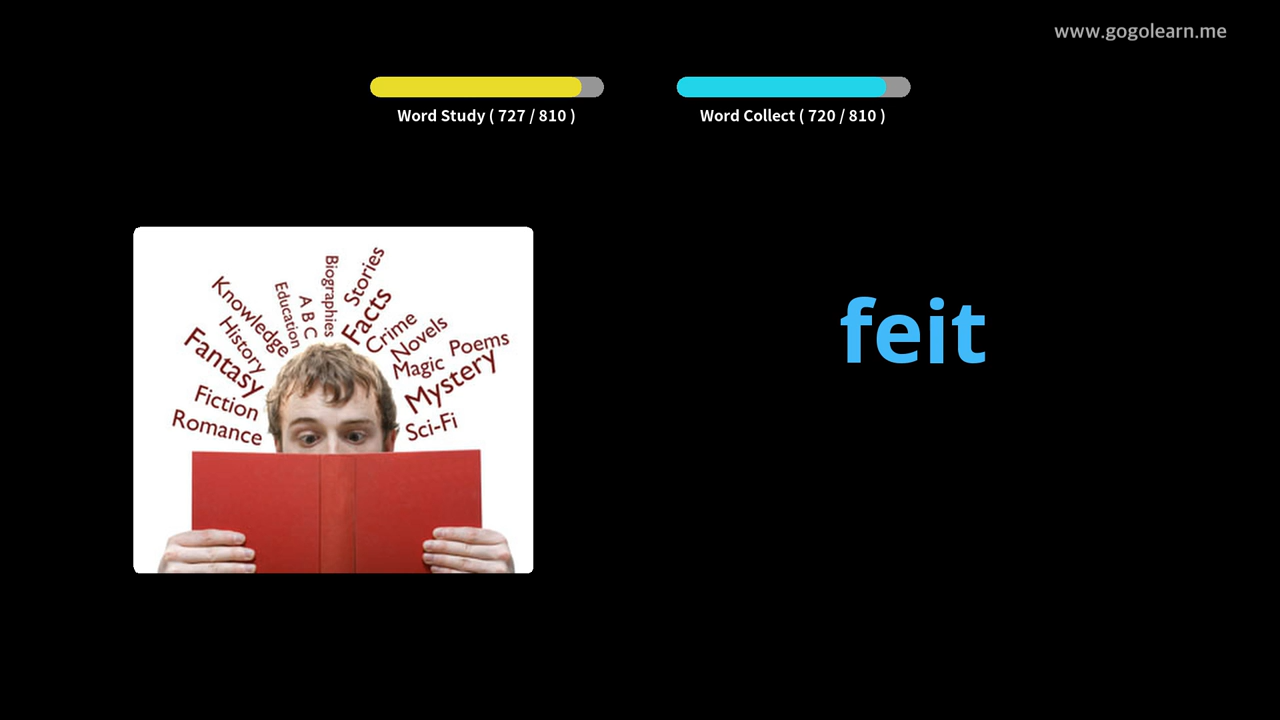 www.gogolearn.me
Word Study ( 727 / 810 )
Word Collect ( 720 / 810 )
Knowledge
Education
A B C
Biographies
Stories
Facts
Crime
Novels
Poems
Magic
Mystery
Sci-Fi
History
Fantasy
Fiction
Romance
feit